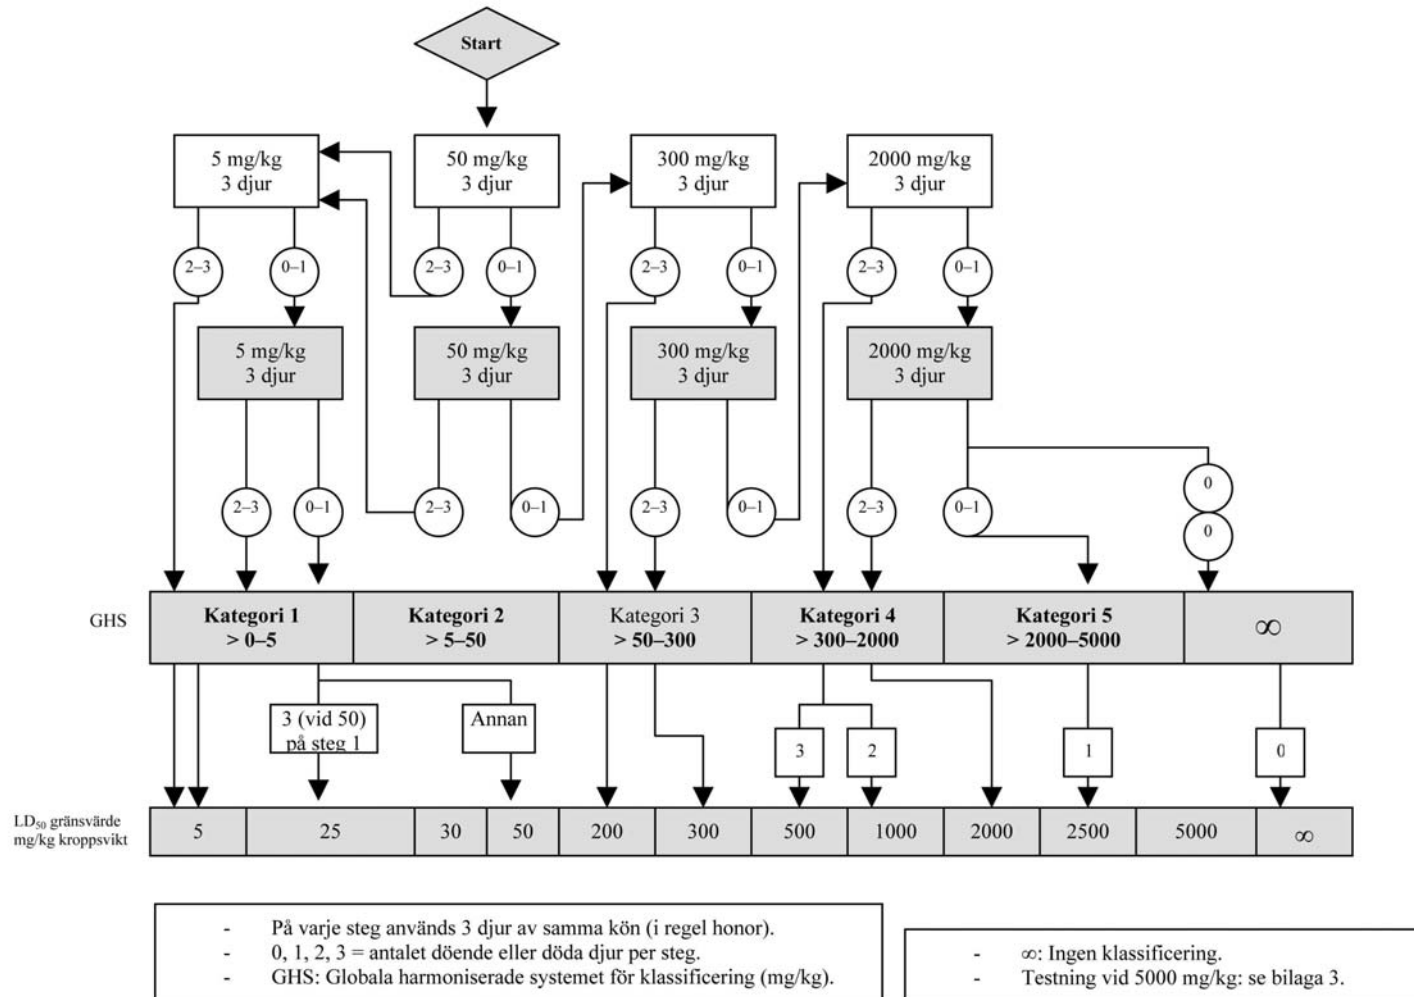 Start
5 mg/kg
3 djur
50 mg/kg
3 djur
300 mg/kg
3 djur
2000 mg/kg
3 djur
2–3
0–1
2–3
0–1
2–3
0–1
2–3
0–1
5 mg/kg
3 djur
50 mg/kg
3 djur
300 mg/kg
3 djur
2000 mg/kg
3 djur
2–3
0–1
2–3
0–1
2–3
0–1
2–3
0–1
0
0
GHS
Kategori 1
> 0–5
Kategori 2
> 5–50
Kategori 3
> 50–300
Kategori 4
> 300–2000
Kategori 5
> 2000–5000
∞
3 (vid 50)
på steg 1
Annan
3
2
1
0
LD₅₀ gränsvärde
mg/kg kroppsvikt
5
25
30
50
200
300
500
1000
2000
2500
5000
∞
- På varje steg används 3 djur av samma kön (i regel honor).
- 0, 1, 2, 3 = antalet döende eller döda djur per steg.
- GHS: Globala harmoniserade systemet för klassificering (mg/kg).
- ∞: Ingen klassificering.
- Testning vid 5000 mg/kg: se bilaga 3.